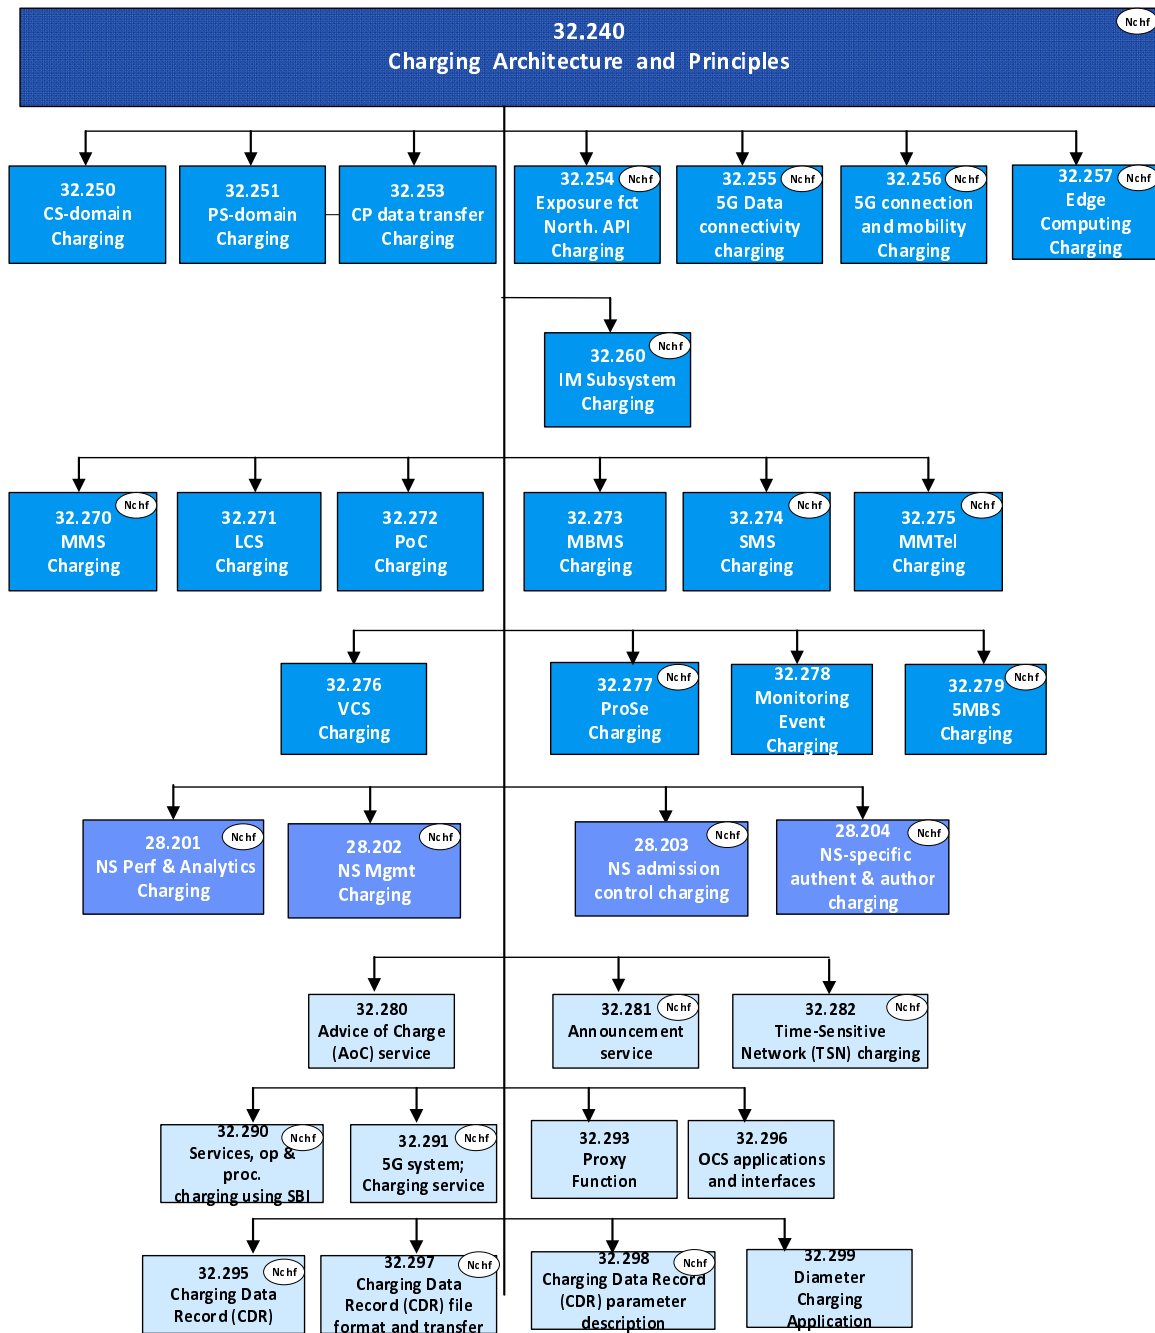 32.240
Nchf
Charging Architecture and Principles
32.250
CS-domain
Charging
32.251
PS-domain
Charging
32.253
CP data transfer
Charging
32.254
Nchf
Exposure fct
North. API
Charging
32.255
Nchf
5G Data
connectivity
charging
32.256
Nchf
5G connection
and mobility
Charging
32.257
Nchf
Edge
Computing
Charging
32.260
Nchf
IM Subsystem
Charging
32.270
Nchf
MMS
Charging
32.271
LCS
Charging
32.272
PoC
Charging
32.273
MBMS
Charging
32.274
Nchf
SMS
Charging
32.275
Nchf
MMTel
Charging
32.276
VCS
Charging
32.277
Nchf
ProSe
Charging
32.278
Monitoring
Event
Charging
32.279
Nchf
5MBS
Charging
28.201
Nchf
NS Perf & Analytics
Charging
28.202
Nchf
NS Mgmt
Charging
28.203
Nchf
NS admission
control charging
28.204
Nchf
NS-specific
authent & author
charging
32.280
Advice of Charge
(AoC) service
32.281
Nchf
Announcement
service
32.282
Nchf
Time-Sensitive
Network (TSN) charging
32.290
Nchf
Services, op &
proc.
charging using SBI
32.291
Nchf
5G system;
Charging service
32.293
Proxy
Function
32.296
OCS applications
and interfaces
32.295
Nchf
Charging Data
Record (CDR)
32.297
Nchf
Charging Data
Record (CDR) file
format and transfer
32.298
Nchf
Charging Data Record
(CDR) parameter
description
32.299
Diameter
Charging
Application